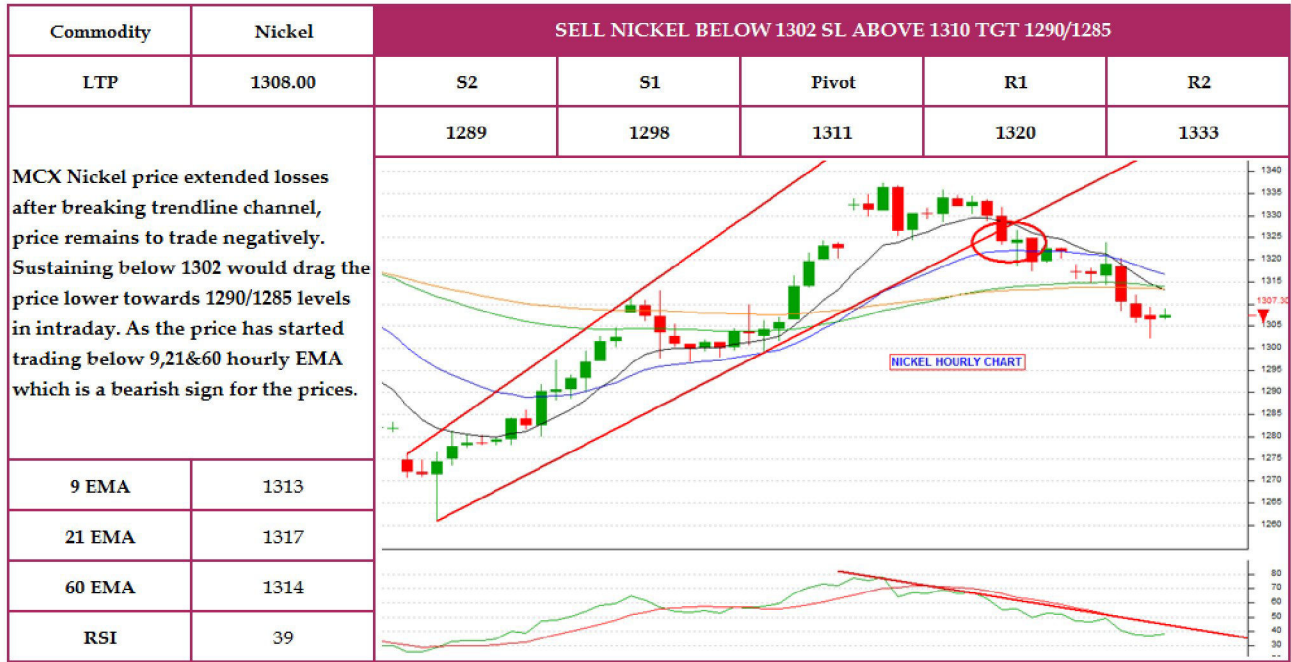 Commodity
Nickel
SELL NICKEL BELOW 1302 SL ABOVE 1310 TGT 1290/1285
LTP
1308.00
S2
S1
Pivot
R1
R2
1289
1298
1311
1320
1333
MCX Nickel price extended losses
after breaking trendline channel,
price remains to trade negatively.
Sustaining below 1302 would drag the
price lower towards 1290/1285 levels
in intraday. As the price has started
trading below 9,21&60 hourly EMA
which is a bearish sign for the prices.
9 EMA
1313
21 EMA
1317
60 EMA
1314
RSI
39
1340
1335
1330
1325
1320
1315
1307.30
1305
1300
1295
1290
1285
1280
1275
1270
1265
1260
NICKEL HOURLY CHART
80
70
60
50
40
30